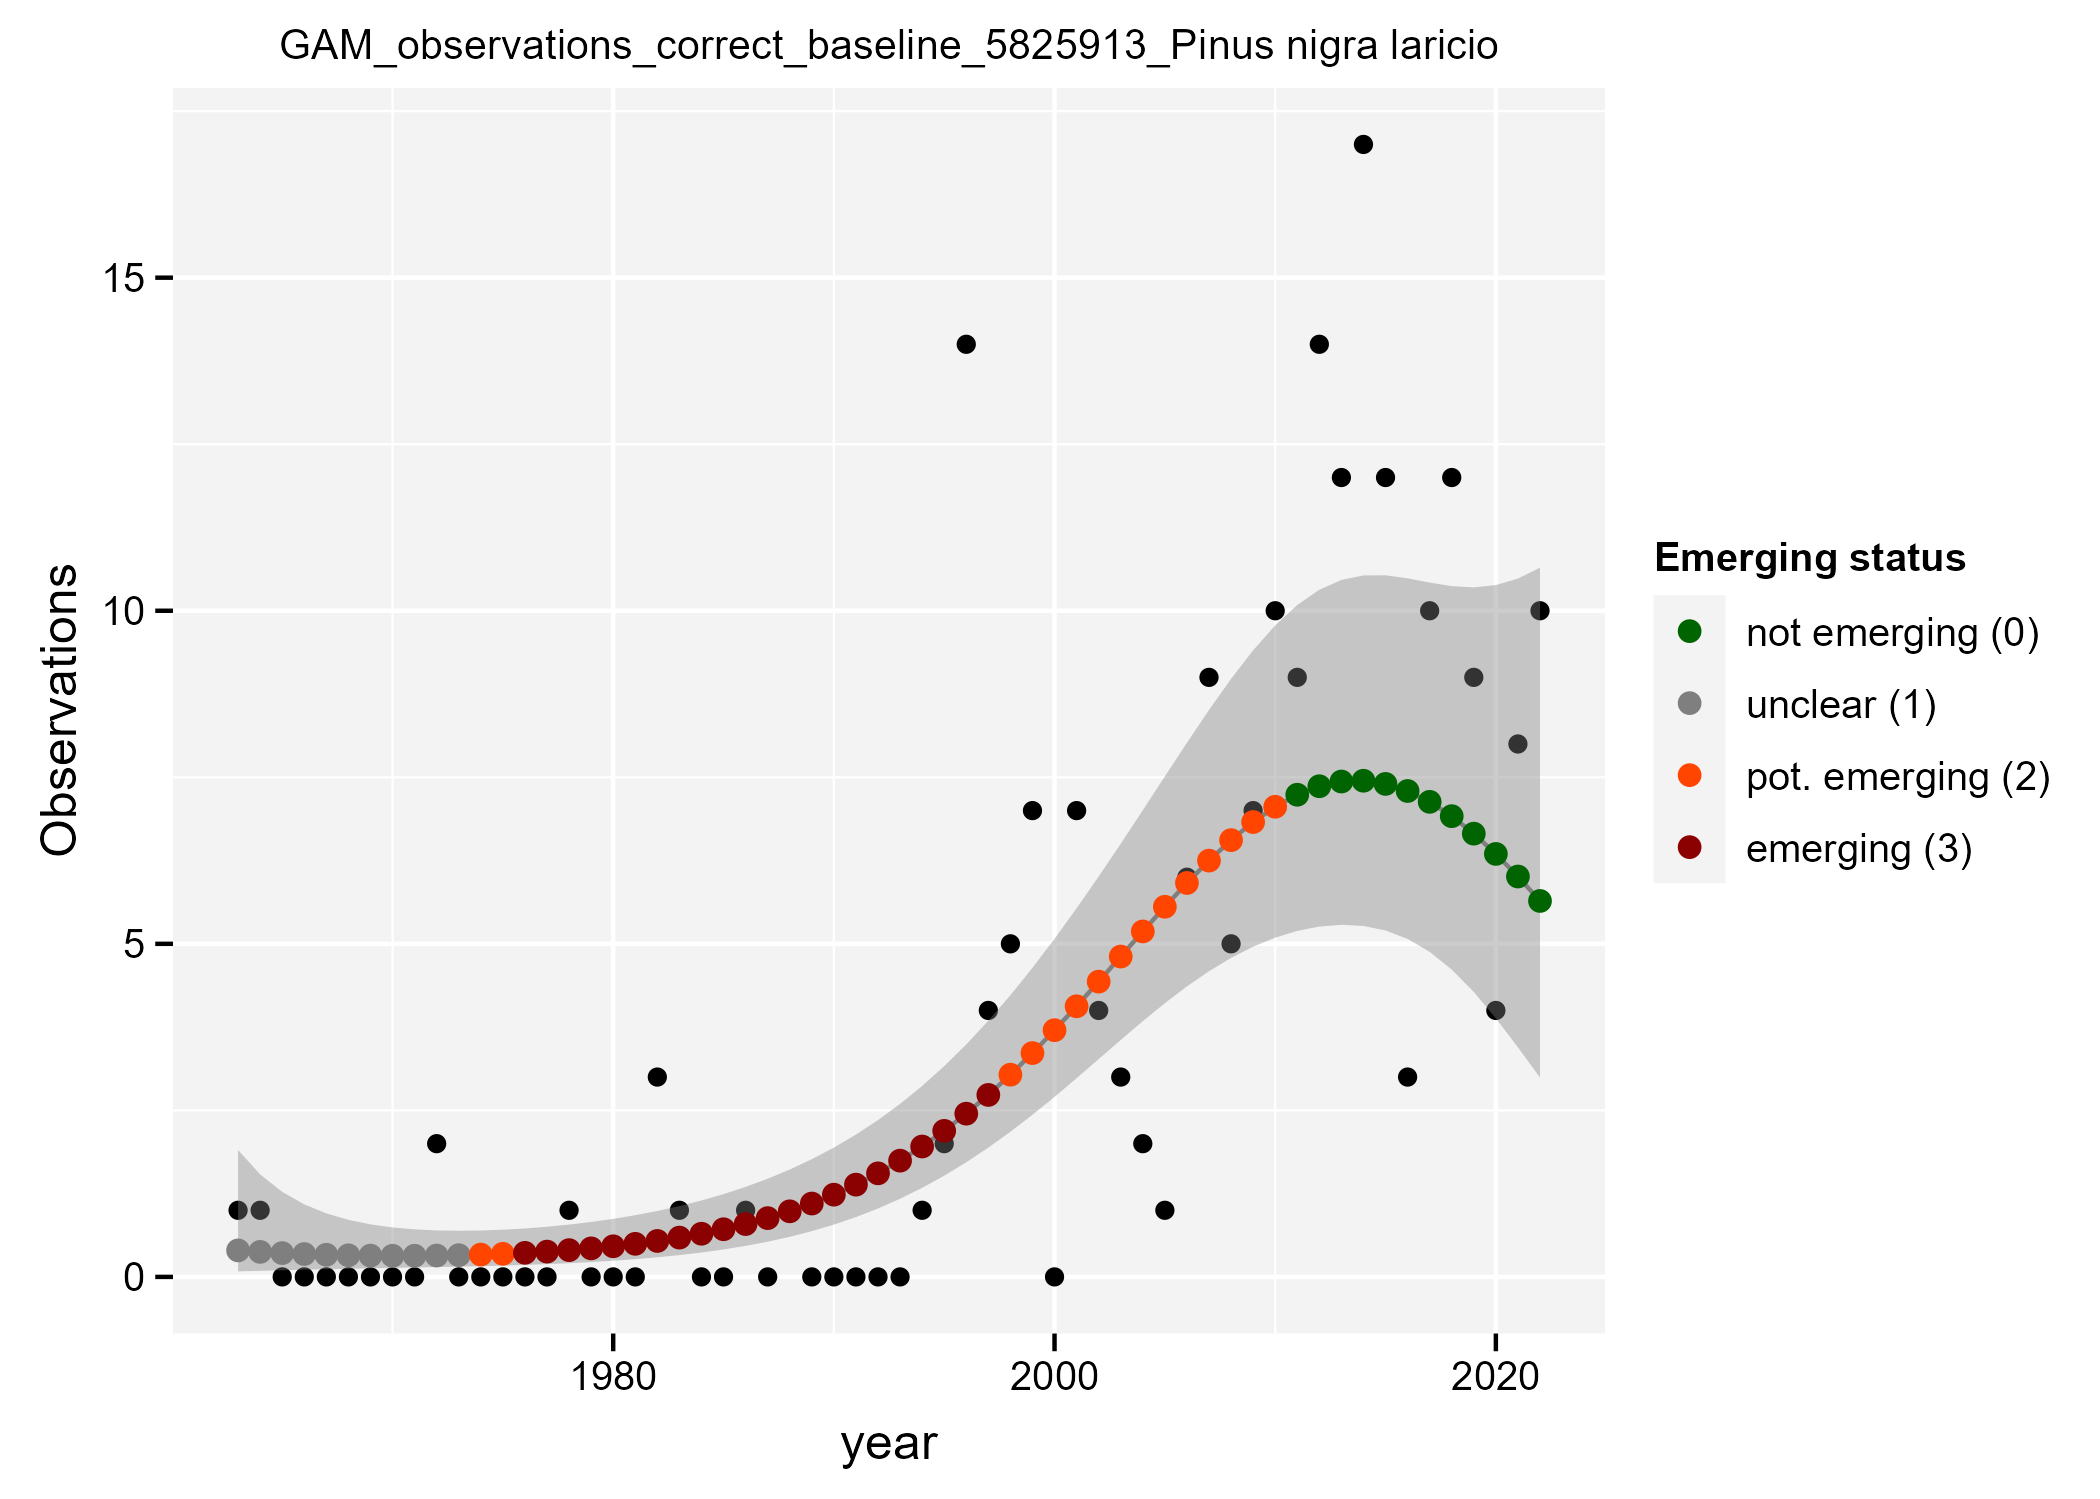 GAM_observations_correct_baseline_5825913_Pinus nigra laricio
Observations
15
10
5
0
1980 2000 2020
year
Emerging status
not emerging (0)
unclear (1)
pot. emerging (2)
emerging (3)